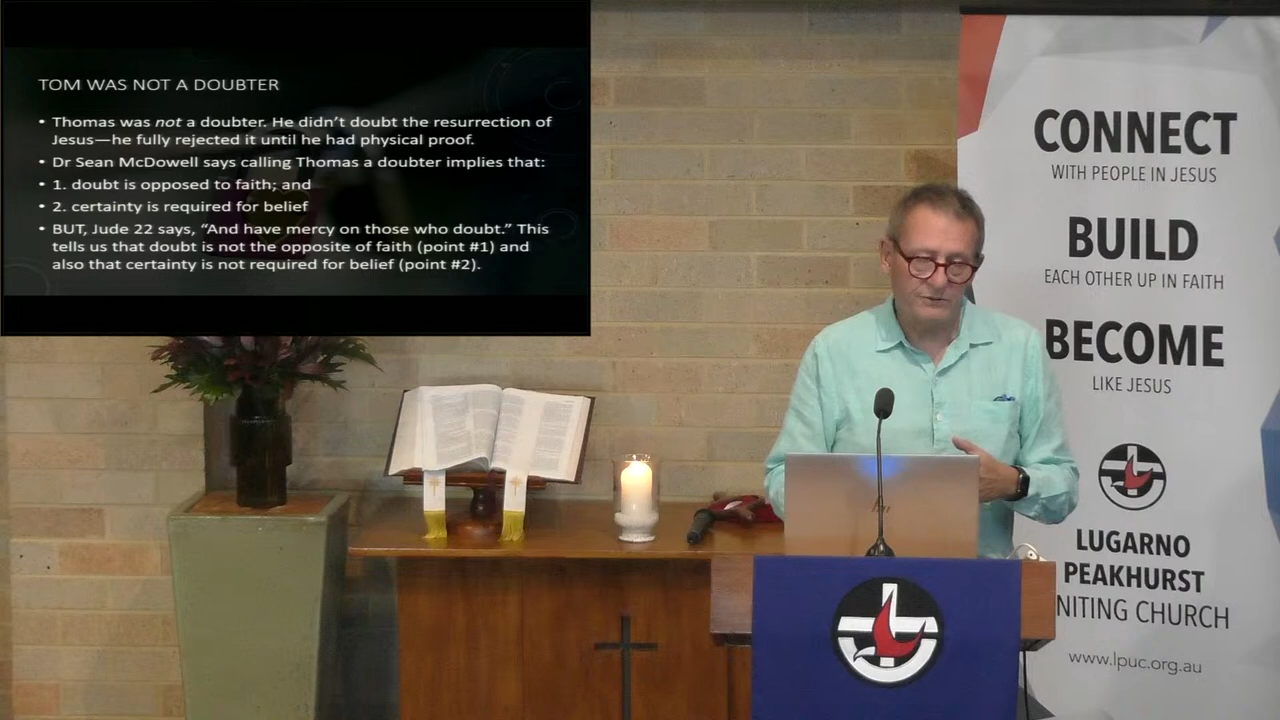 TOM WAS NOT A DOUBTER
• Thomas was not a doubter. He didn't doubt the resurrection of
Jesus—he fully rejected it until he had physical proof.
• Dr Sean McDowell says calling Thomas a doubter implies that:
• 1. doubt is opposed to faith; and
• 2. certainty is required for belief
• BUT, Jude 22 says, “And have mercy on those who doubt.” This
tells us that doubt is not the opposite of faith (point #1) and
also that certainty is not required for belief (point #2).
CONNECT
WITH PEOPLE IN JESUS
BUILD
EACH OTHER UP IN FAITH
BECOME
LIKE JESUS
LUGARNO
PEAKHURST
NITING CHURCH
www.lpuc.org.au